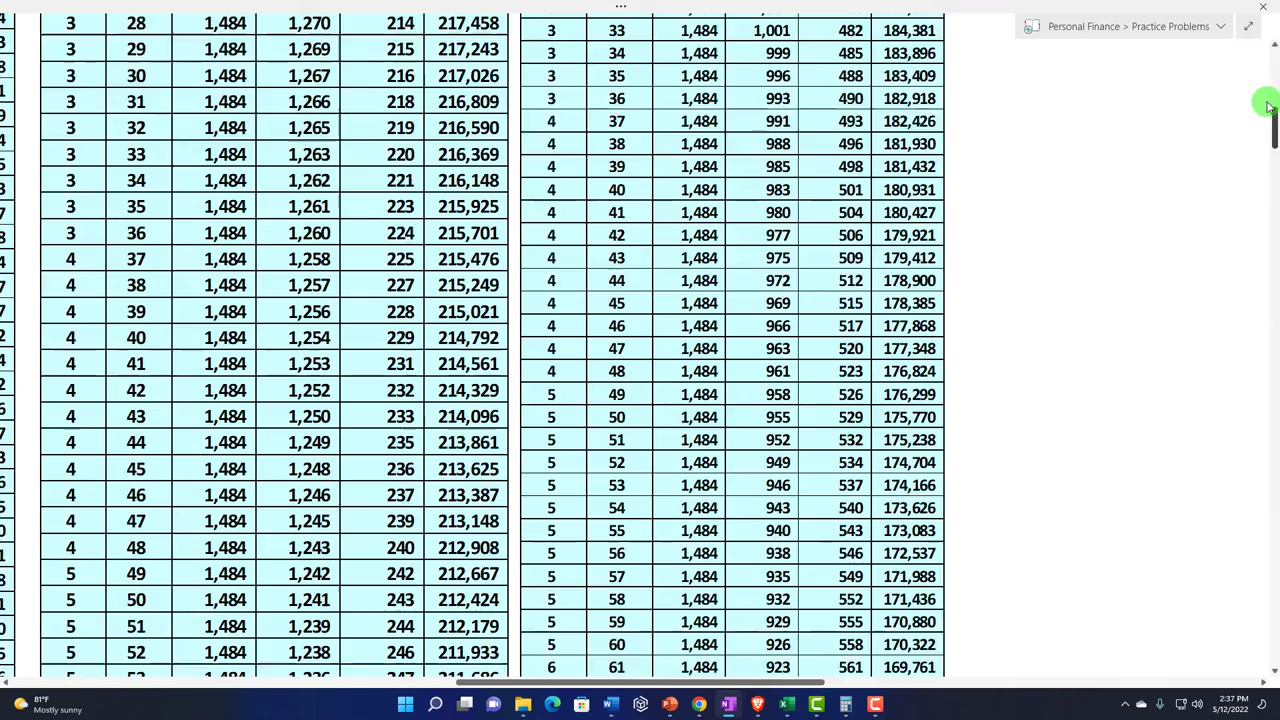 Personal Finance > Practice Problems
3 28 1,484 1,270 214 217,458
3 29 1,484 1,269 215 217,243
3 30 1,484 1,267 216 217,026
3 31 1,484 1,266 218 216,809
3 32 1,484 1,265 219 216,590
3 33 1,484 1,263 220 216,369
3 34 1,484 1,262 221 216,148
3 35 1,484 1,261 223 215,925
3 36 1,484 1,260 224 215,701
4 37 1,484 1,258 225 215,476
4 38 1,484 1,257 227 215,249
4 39 1,484 1,256 228 215,021
4 40 1,484 1,254 229 214,792
4 41 1,484 1,253 231 214,561
4 42 1,484 1,252 232 214,329
4 43 1,484 1,250 233 214,096
4 44 1,484 1,249 235 213,861
4 45 1,484 1,248 236 213,625
4 46 1,484 1,246 237 213,387
4 47 1,484 1,245 239 213,148
4 48 1,484 1,243 240 212,908
5 49 1,484 1,242 242 212,667
5 50 1,484 1,241 243 212,424
5 51 1,484 1,239 244 212,179
5 52 1,484 1,238 246 211,933
3 33 1,484 1,001 482 184,381
3 34 1,484 999 485 183,896
3 35 1,484 996 488 183,409
3 36 1,484 993 490 182,918
4 37 1,484 991 493 182,426
4 38 1,484 988 496 181,930
4 39 1,484 985 498 181,432
4 40 1,484 983 501 180,931
4 41 1,484 980 504 180,427
4 42 1,484 977 506 179,921
4 43 1,484 975 509 179,412
4 44 1,484 972 512 178,900
4 45 1,484 969 515 178,385
4 46 1,484 966 517 177,868
4 47 1,484 963 520 177,348
4 48 1,484 961 523 176,824
5 49 1,484 958 526 176,299
5 50 1,484 955 529 175,770
5 51 1,484 952 532 175,238
5 52 1,484 949 534 174,704
5 53 1,484 946 537 174,166
5 54 1,484 943 540 173,626
5 55 1,484 940 543 173,083
5 56 1,484 938 546 172,537
5 57 1,484 935 549 171,988
5 58 1,484 932 552 171,436
5 59 1,484 929 555 170,880
5 60 1,484 926 558 170,322
6 61 1,484 923 561 169,761
81°F
Mostly sunny
2:37 PM
5/12/2022